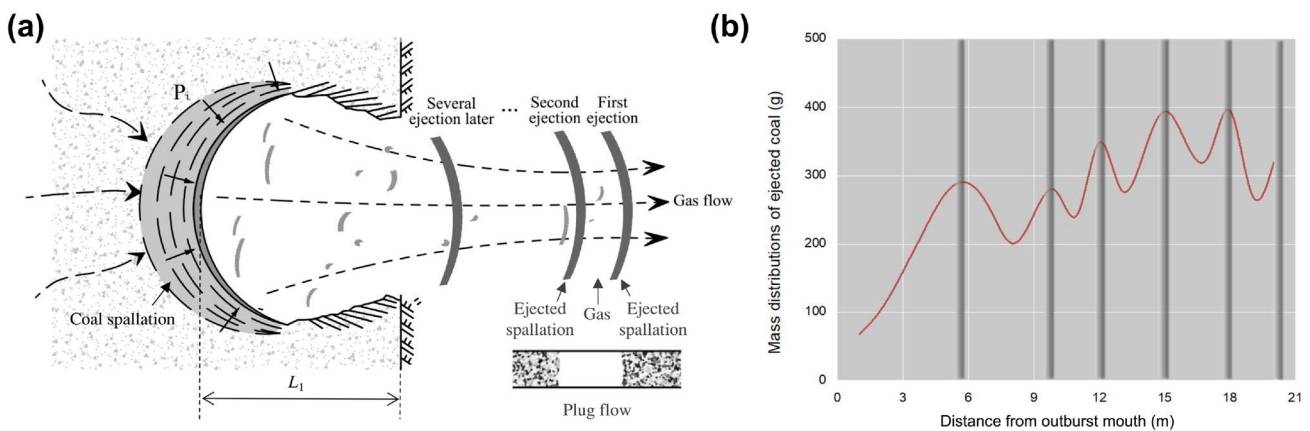 (a)
P i
Several
ejection later
...
Second
ejection
First
ejection
Gas flow
Coal spallation
Ejected
spallation
Gas
Ejected
spallation
L1
Plug flow
(b)
Mass distributions of ejected coal (g)
500
400
300
200
100
0
0 3 6 9 12 15 18 21
Distance from outburst mouth (m)